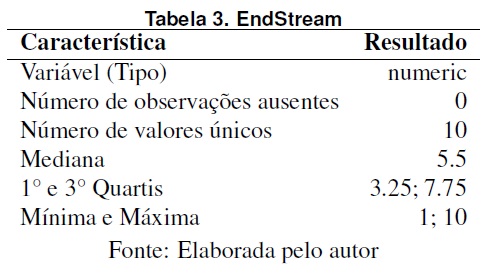 Tabela 3. EndStream
Característica Resultado
Variável (Tipo) numeric
Número de observações ausentes 0
Número de valores únicos 10
Mediana 5.5
1° e 3° Quartis 3.25; 7.75
Mínima e Máxima 1; 10
Fonte: Elaborada pelo autor